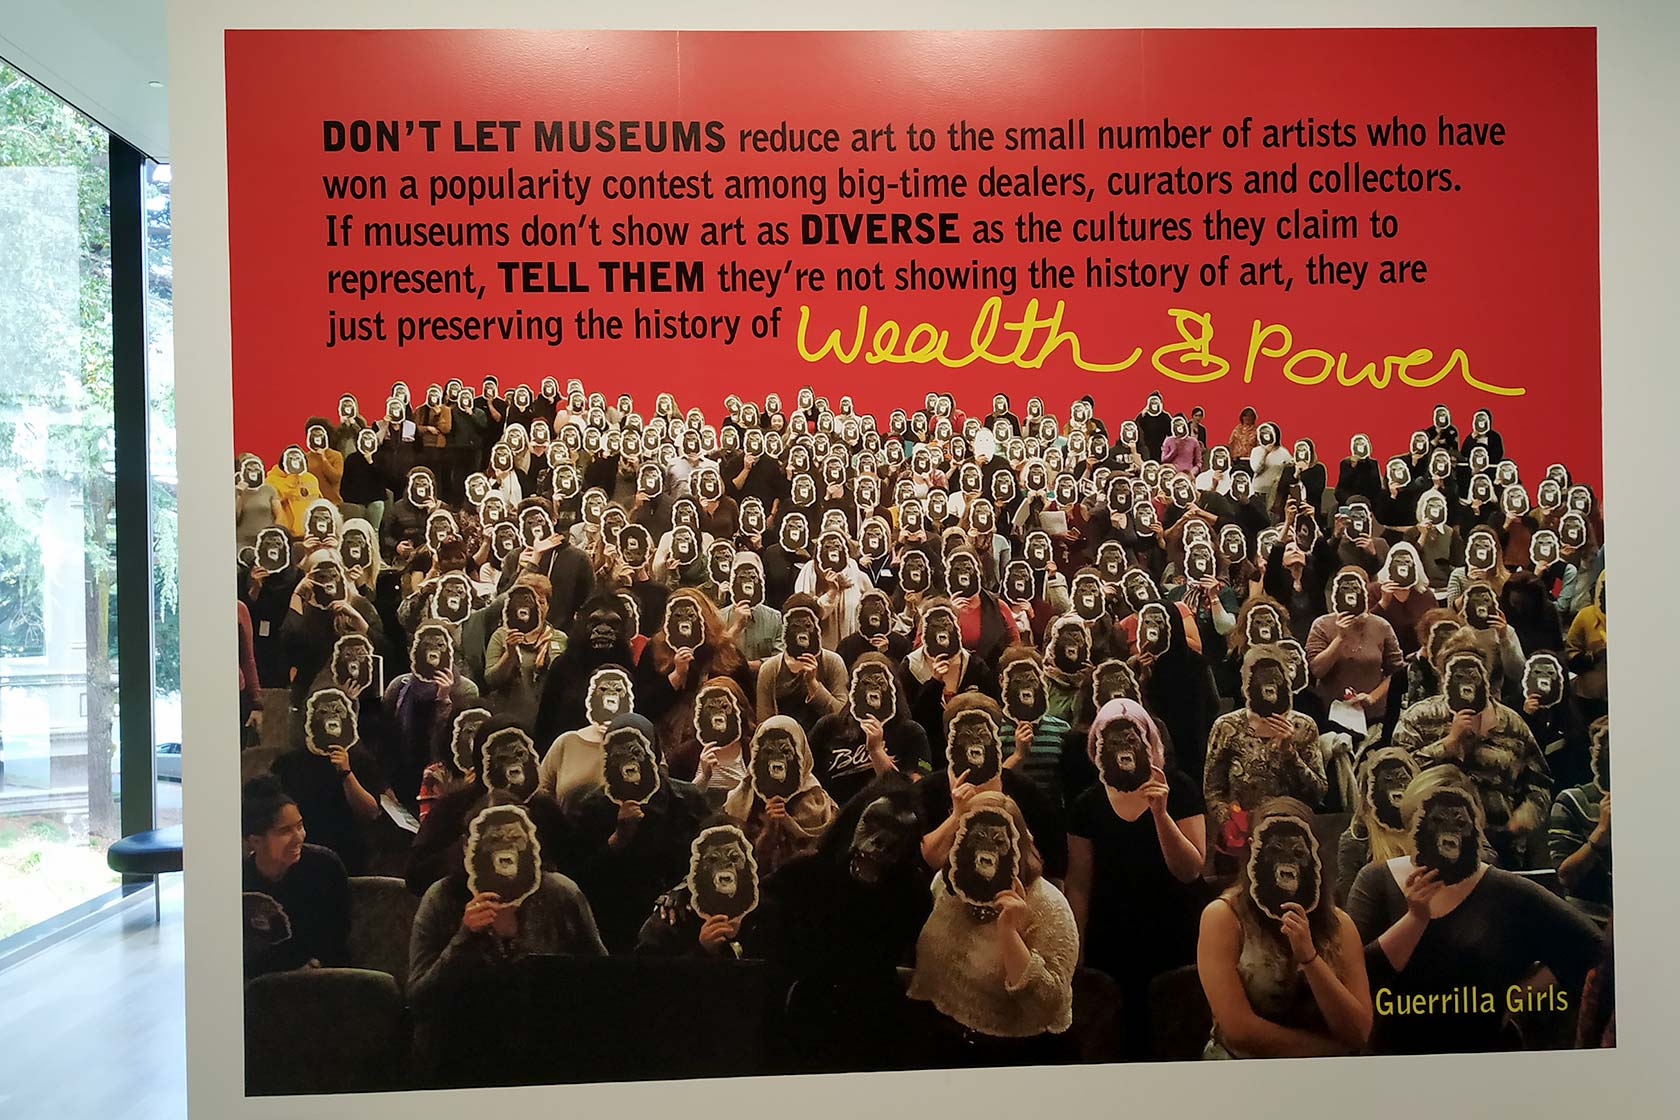 DON'T LET MUSEUMS reduce art to the small number of artists who have
won a popularity contest among big-time dealers, curators and collectors.
If museums don't show art as DIVERSE as the cultures they claim to
represent, TELL THEM they're not showing the history of art, they are
just preserving the history of Wealth & Power
Guerrilla Girls